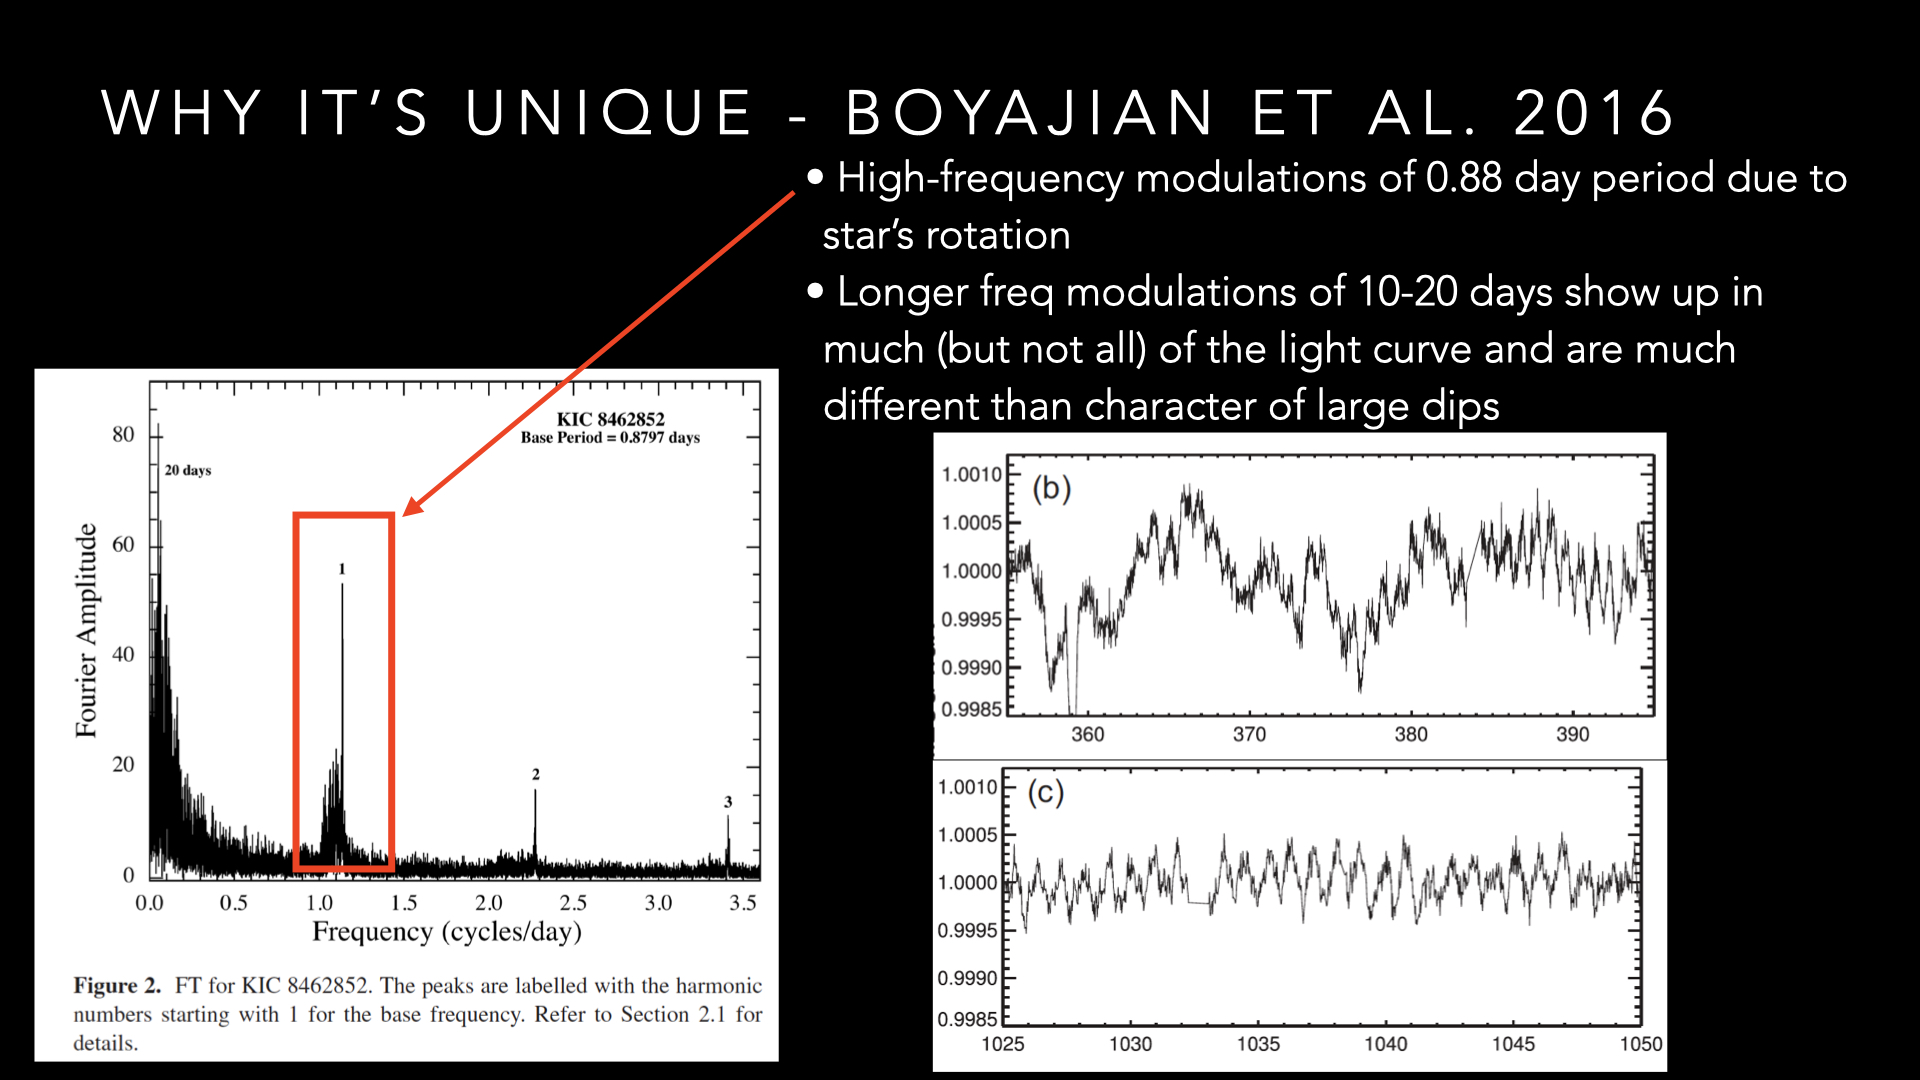 WHY IT'S UNIQUE - BOYAJIAN ET AL. 2016
• High-frequency modulations of 0.88 day period due to
star's rotation
• Longer freq modulations of 10-20 days show up in
much (but not all) of the light curve and are much
different than character of large dips
KIC 8462852
Base Period = 0.8797 days
20 days
1
2
3
80
60
40
20
0
Fourier Amplitude
0.0 0.5 1.0 1.5 2.0 2.5 3.0 3.5
Frequency (cycles/day)
Figure 2. FT for KIC 8462852. The peaks are labelled with the harmonic
numbers starting with 1 for the base frequency. Refer to Section 2.1 for
details.
(b)
1.0010
1.0005
1.0000
0.9995
0.9990
0.9985
360 370 380 390
(c)
1.0010
1.0005
1.0000
0.9995
0.9990
0.9985
1025 1030 1035 1040 1045 1050